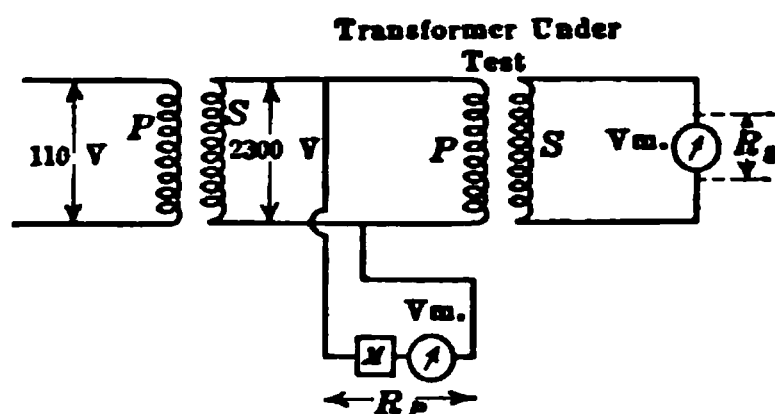 Transformer Under
Test
110 V
P
S
2300 V
P
S
Vm.
Rs
Vm.
M
Rp